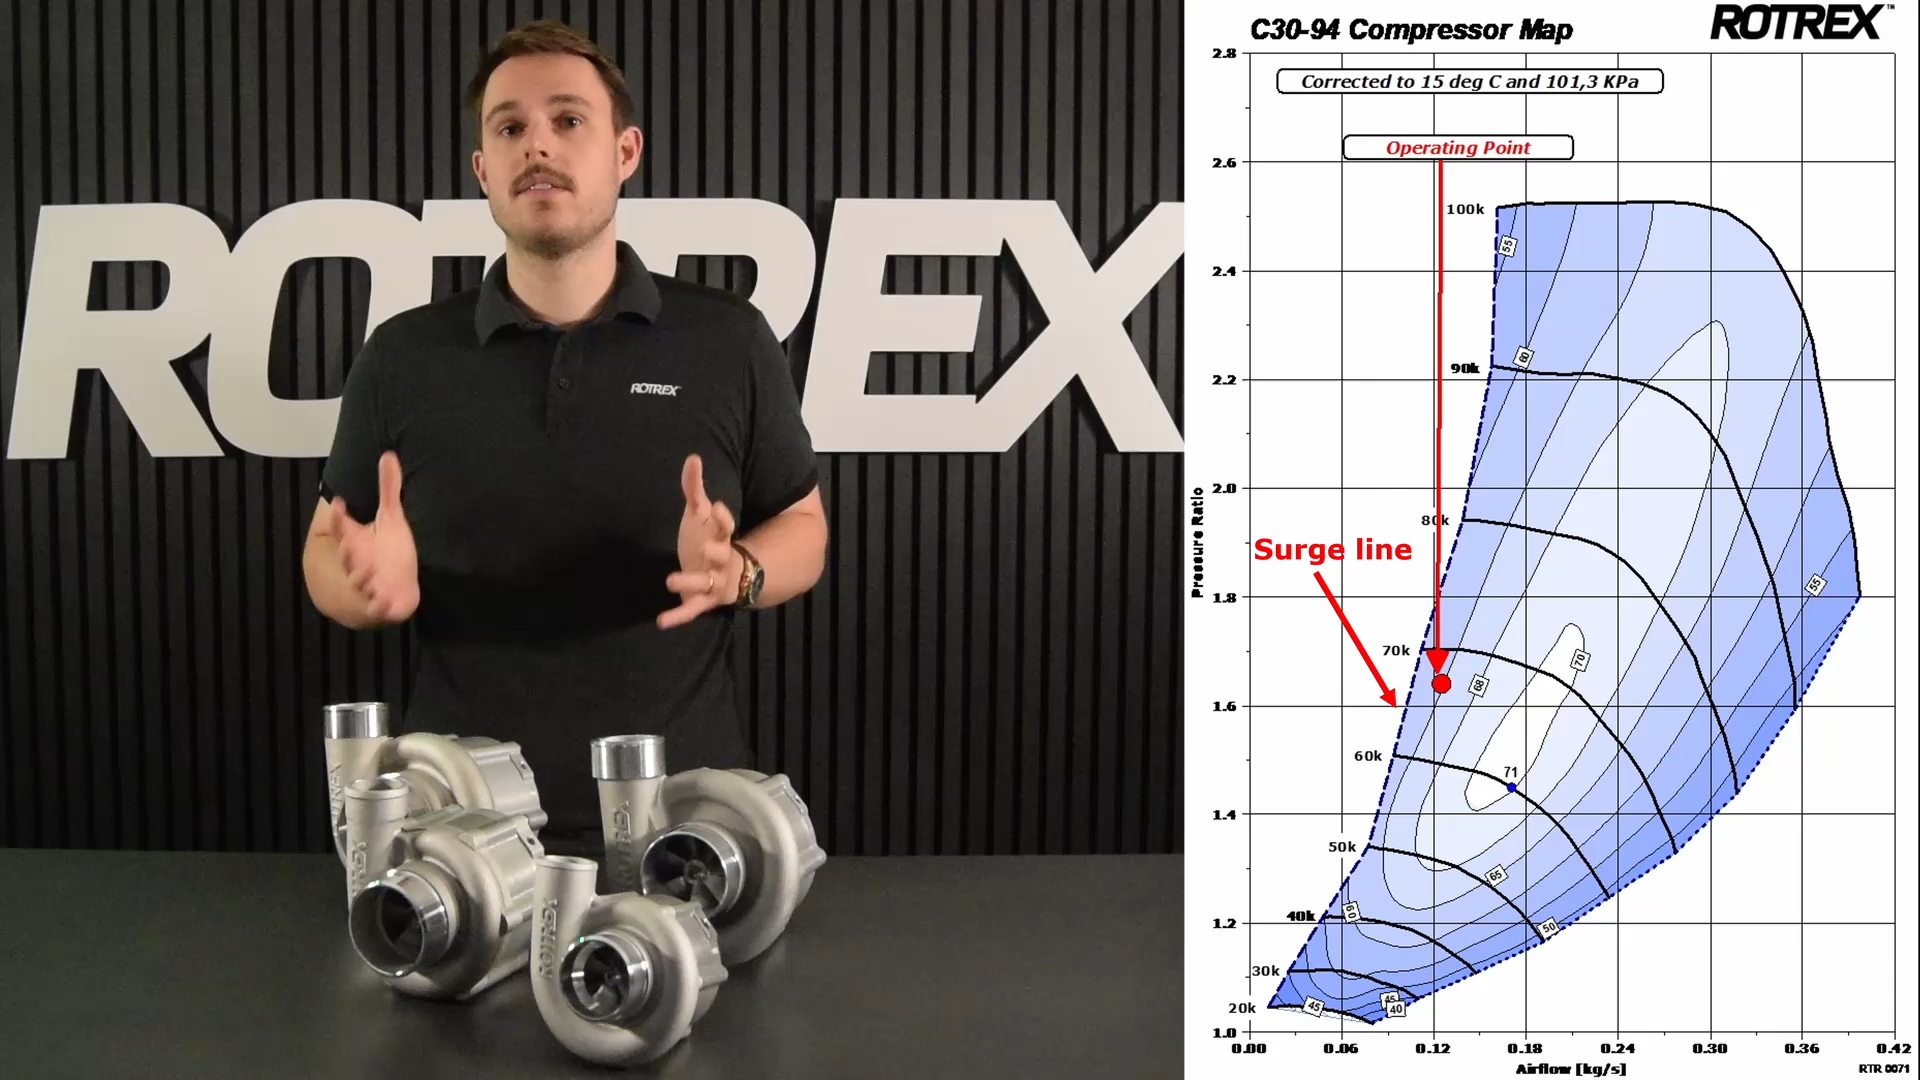 ROTREX
ROTREX
ROTREX
ROTREX
ROTREX
C30-94 Compressor Map
ROTREX™
Corrected to 15 deg C and 101,3 KPa
Operating Point
Surge line
Pressure Ratio
2.8
2.6
2.4
2.2
2.0
1.8
1.6
1.4
1.2
1.0
100k
90k
80k
70k
60k
50k
40k
30k
20k
55
60
55
70
68
71
65
60
50
45
45
40
0.00 0.06 0.12 0.18 0.24 0.30 0.36 0.42
Airflow [kg/s]
RTR 0071